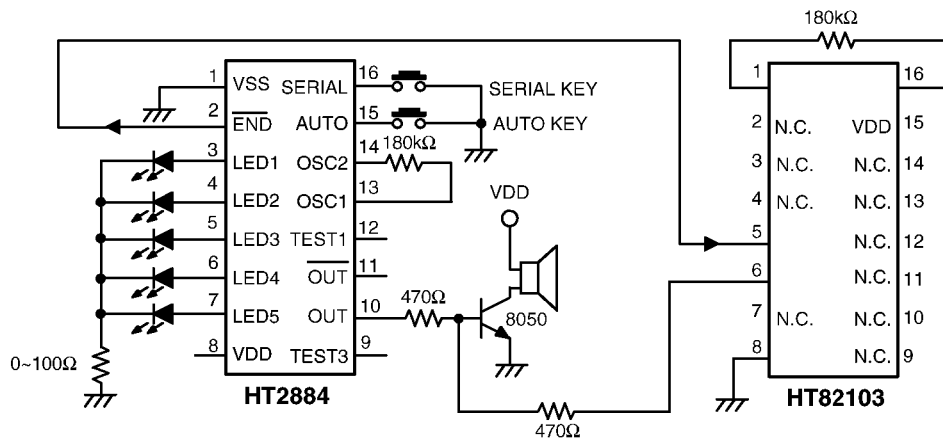 180kΩ
1 VSS SERIAL 16 SERIAL KEY
2 END AUTO 15 AUTO KEY
180kΩ
3 LED1 OSC2 14
4 LED2 OSC1 13
5 LED3 TEST1 12
6 LED4 OUT 11
7 LED5 OUT 10
8 VDD TEST3 9
0~100Ω
HT2884
VDD
470Ω
8050
470Ω
1 16
2 N.C. VDD 15
3 N.C. N.C. 14
4 N.C. N.C. 13
5 N.C. 12
6 N.C. 11
7 N.C. N.C. 10
8 N.C. 9
HT82103